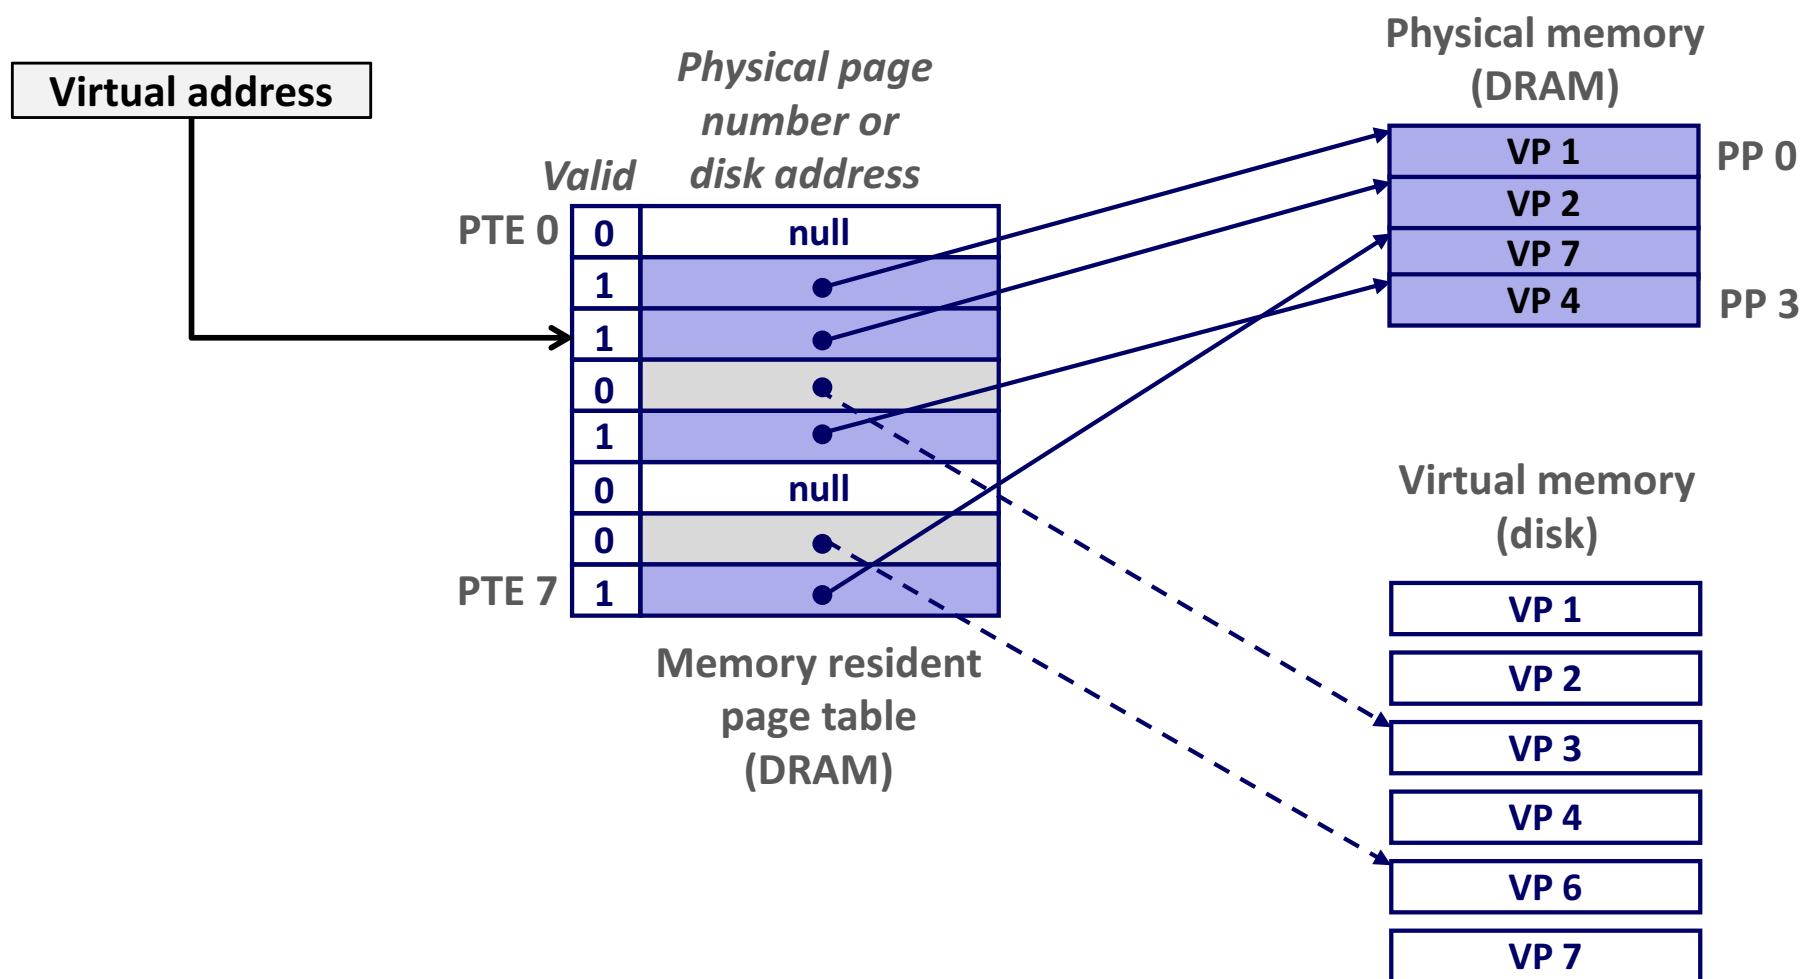 Virtual address
Physical page
number or
disk address
Valid
PTE 0
0
null
1
1
0
1
0
null
0
PTE 7
1
Memory resident
page table
(DRAM)
Physical memory
(DRAM)
VP 1
PP 0
VP 2
VP 7
VP 4
PP 3
Virtual memory
(disk)
VP 1
VP 2
VP 3
VP 4
VP 6
VP 7